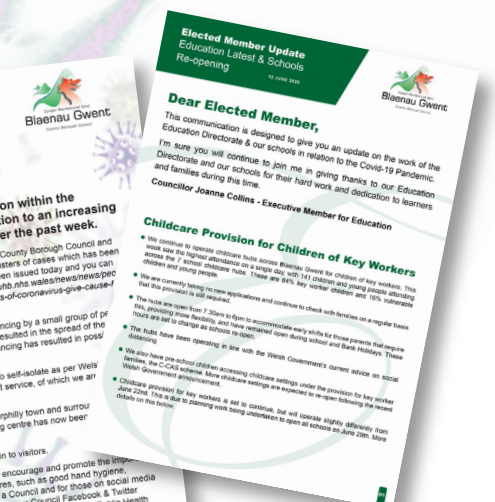 Elected Member Update
Education Latest & Schools
Re-opening
12 JUNE 2020
Blaenau Gwent
County Borough Council
Dear Elected Member,
This communication is designed to give you an update on the work of the
Education Directorate & our schools in relation to the Covid-19 Pandemic.
I'm sure you will continue to join me in giving thanks to our Education
Directorate and our schools for their hard work and dedication to learners
and families during this time.
Councillor Joanne Collins - Executive Member for Education
Childcare Provision for Children of Key Workers
We continue to operate childcare hubs across Blaenau Gwent for children of key workers. This
week saw the highest attendance on a single day, with 141 children and young people attending
across the 7 school childcare hubs. These are 84% key worker children and 16% vulnerable
children and young people.
We are currently taking no new applications and continue to check with families on a regular basis
that this provision is still required.
The hubs are open from 7.30am to 6pm to accommodate early shifts for those parents that require
this, providing more flexibility, and have remained open during school and Bank Holidays. These
hours are set to change as schools re-open.
The hubs have been operating in line with the Welsh Government's current advice on social
distancing.
We also have pre-school children accessing childcare settings under the provision for key worker
families, the C-CAS scheme. More childcare settings are expected to re-open following the recent
Welsh Government announcement.
Childcare provision for key workers is set to continue, but will operate slightly differently from
June 22nd. This is due to planning work being undertaken to open all schools on June 29th. More
details on this below:
Blaenau Gwent
County Borough Council
on within the
tion to an increasing
er the past week.
County Borough Council and
sters of cases which has been
en issued today and you can
uhb.nhs.wales/news/news/pec
s-of-coronavirus-give-cause-f
ncing by a small group of pe
esulted in the spread of the
ancing has resulted in possi
o self-isolate as per Wels
t service, of which we ar
rphilly town and surrou
g centre has now beer
in to visitors.
encourage and promote the
res, such as good hand hygiene,
a Council and for those on social media
Council Facebook & Twitter
Health